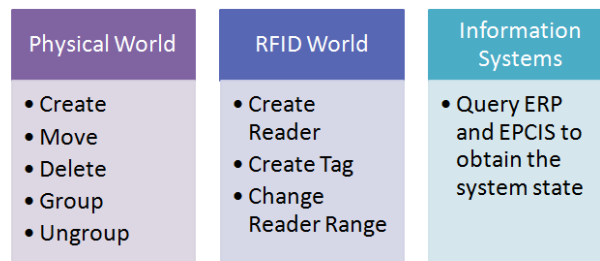 Physical World
• Create
• Move
• Delete
• Group
• Ungroup
RFID World
• Create
Reader
• Create Tag
• Change
Reader Range
Information
Systems
• Query ERP
and EPCIS to
obtain the
system state